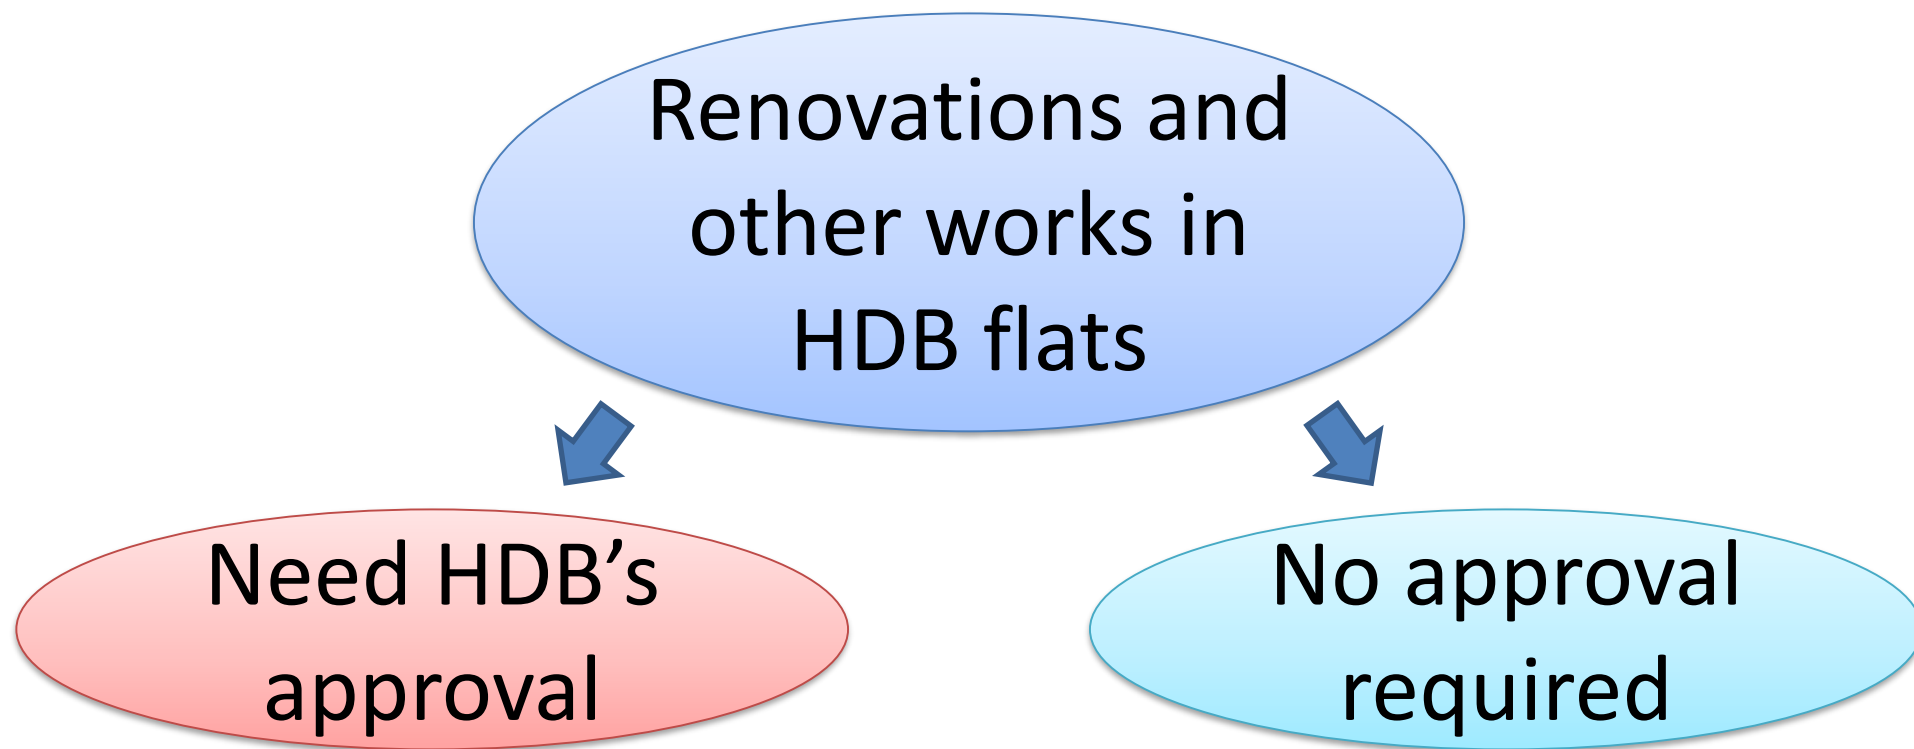 Renovations and
other works in
HDB flats
Need HDB’s
approval
No approval
required